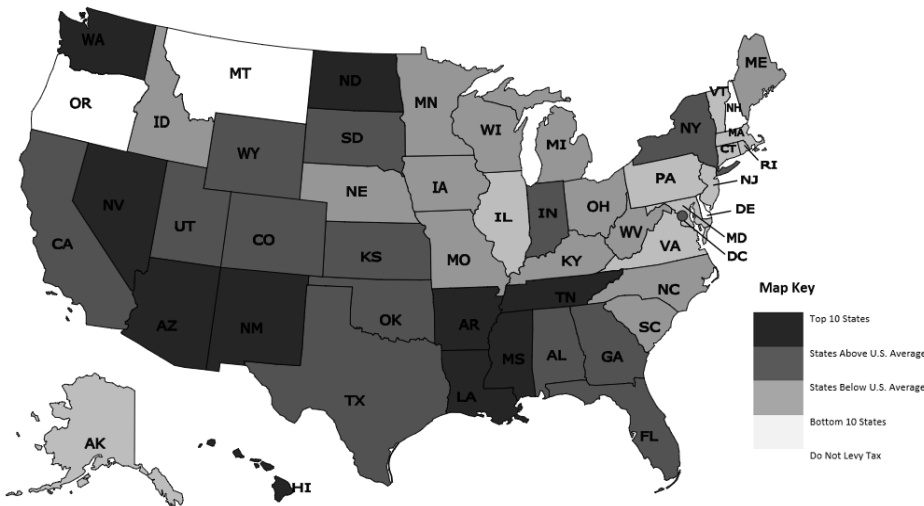 WA
MT
ND
MN
ME
VT
NH
OR
ID
SD
WI
MI
NY
MA
CT
RI
WY
NE
IA
PA
NJ
NV
UT
CO
IL
IN
OH
DE
WV
MD
CA
KS
MO
KY
VA
DC
NC
AZ
NM
OK
AR
TN
SC
MS
AL
GA
TX
LA
FL
AK
HI
Map Key
Top 10 States
States Above U.S. Average
States Below U.S. Average
Bottom 10 States
Do Not Levy Tax